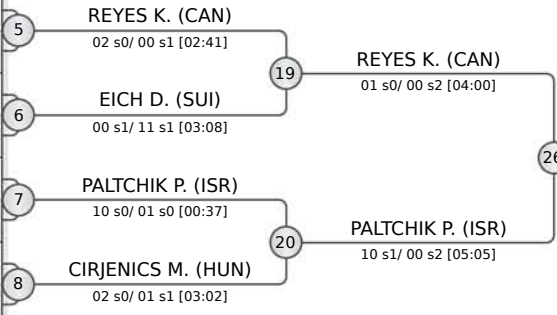 5
REYES K. (CAN)
02 s0/ 00 s1 [02:41]
19
REYES K. (CAN)
01 s0/ 00 s2 [04:00]
6
EICH D. (SUI)
00 s1/ 11 s1 [03:08]
26
7
PALTCHIK P. (ISR)
10 s0/ 01 s0 [00:37]
20
PALTCHIK P. (ISR)
10 s1/ 00 s2 [05:05]
8
CIRJENICS M. (HUN)
02 s0/ 01 s1 [03:02]